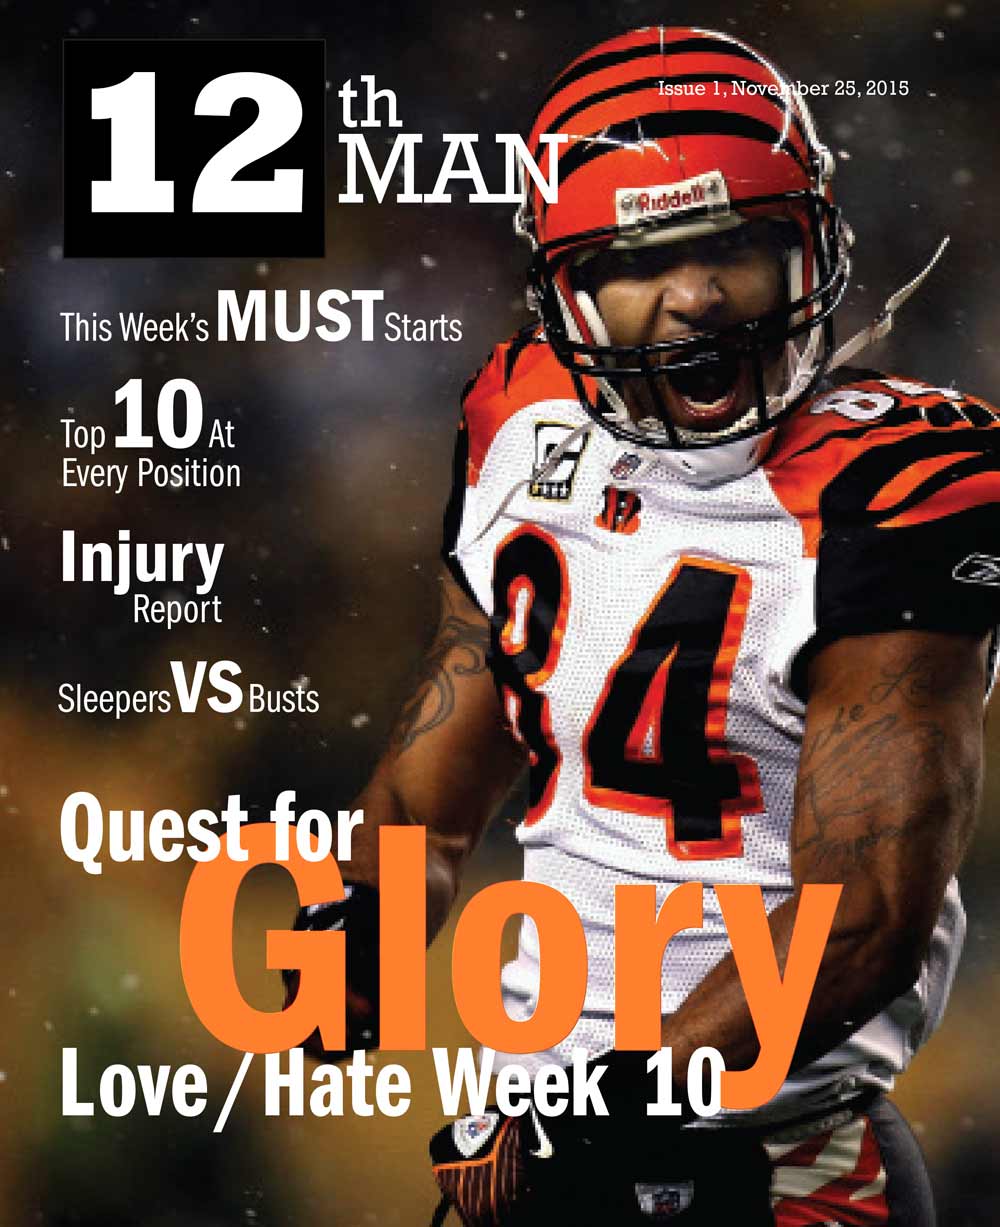 Issue 1, November 25, 2015
12
th
MAN
Riddell
This Week's MUST Starts
Top 10 At
Every Position
Injury
Report
Sleepers VS Busts
84
84
Quest for
Glory
Love / Hate Week 10